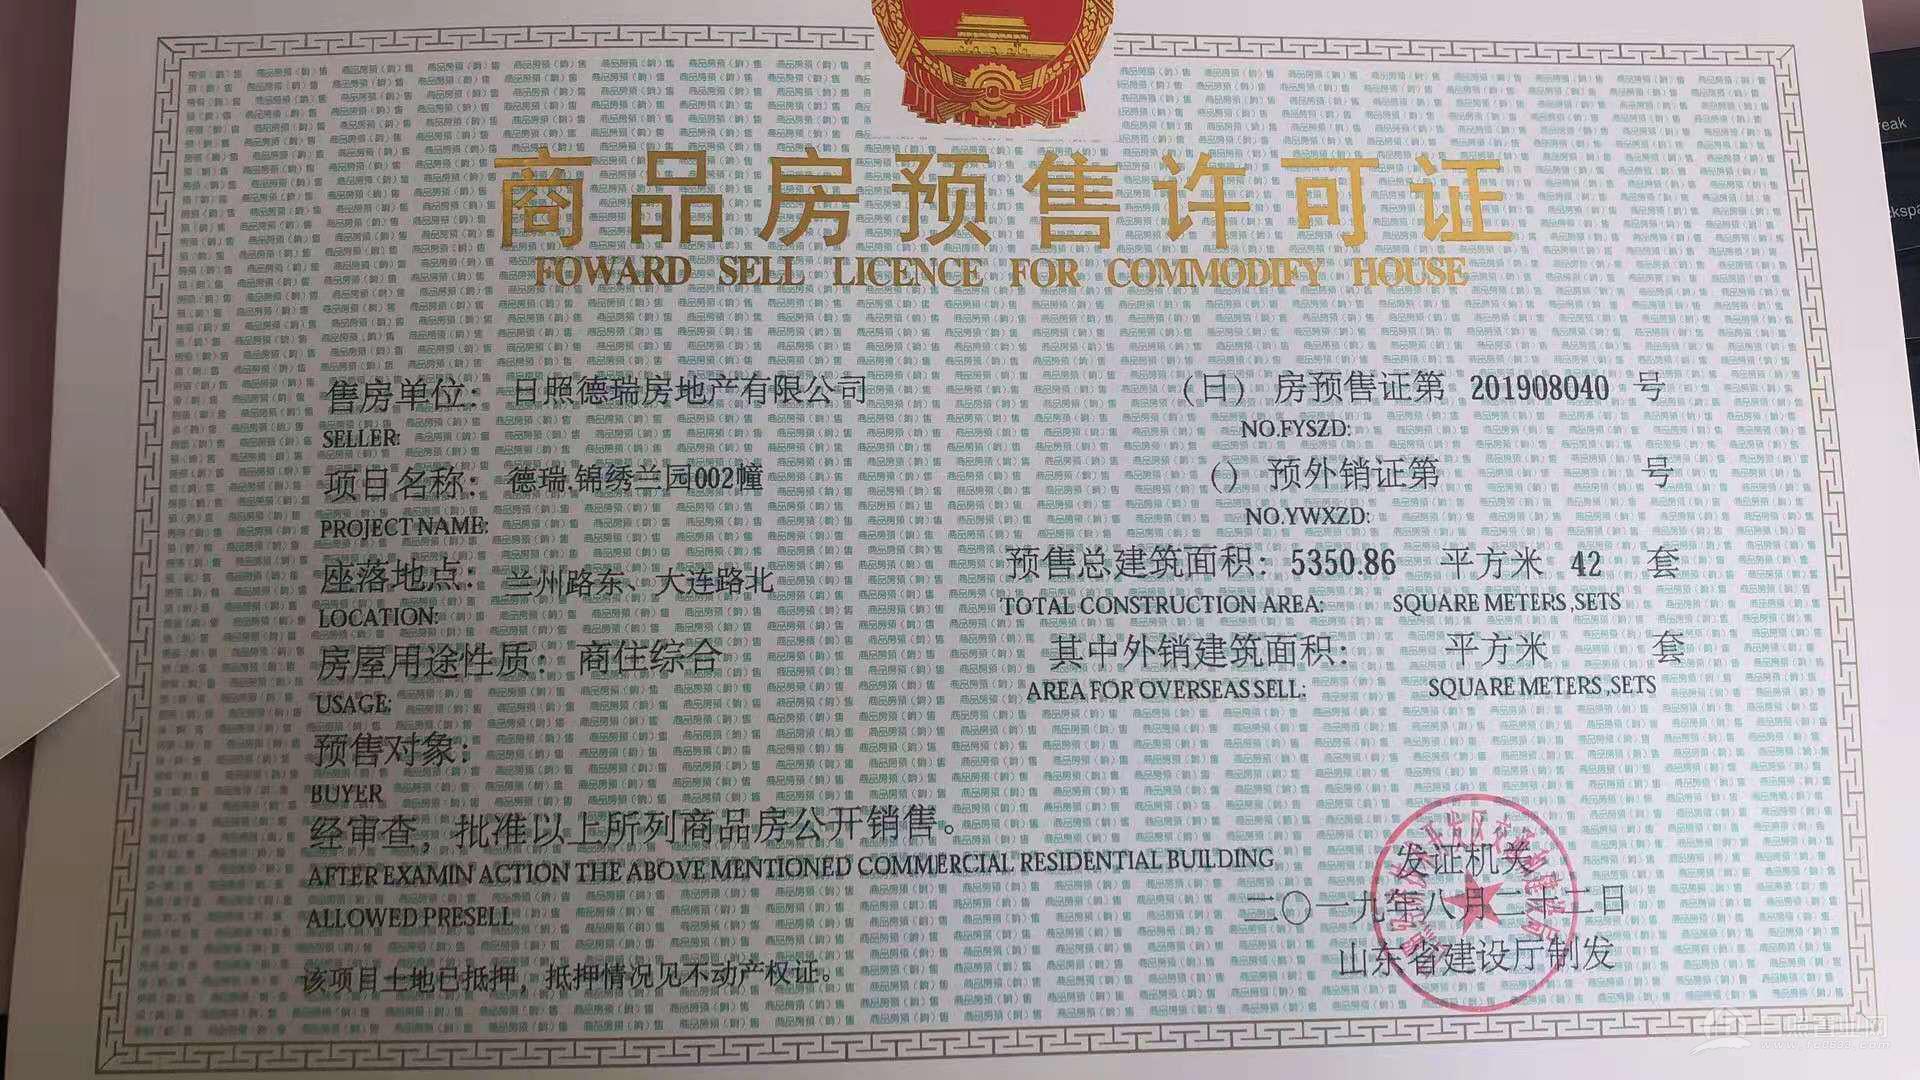 商品房预售许可证
FOWARD SELL LICENCE FOR COMMODIFY HOUSE
售房单位： 日照德瑞房地产有限公司
SELLER:
项目名称： 德瑞.锦绣兰园002幢
PROJECT NAME:
座落地点： 兰州路东、大连路北
LOCATION:
房屋用途性质： 商住综合
USAGE:
预售对象：
BUYER
经审查，批准以上所列商品房公开销售。
AFTER EXAMIN ACTION THE ABOVE MENTIONED COMMERCIAL RESIDENTIAL BUILDING
ALLOWED PRESELL
该项目土地已抵押，抵押情况见不动产权证。
（日） 房预售证第 201908040 号
NO.FYSZD:
（） 预外销证第 号
NO.YWXZD:
预售总建筑面积： 5350.86 平方米 42 套
TOTAL CONSTRUCTION AREA: SQUARE METERS ,SETS
其中外销建筑面积： 平方米 套
AREA FOR OVERSEAS SELL: SQUARE METERS ,SETS
发证机关
二〇一九年八月二十二日
山东省建设厅制发